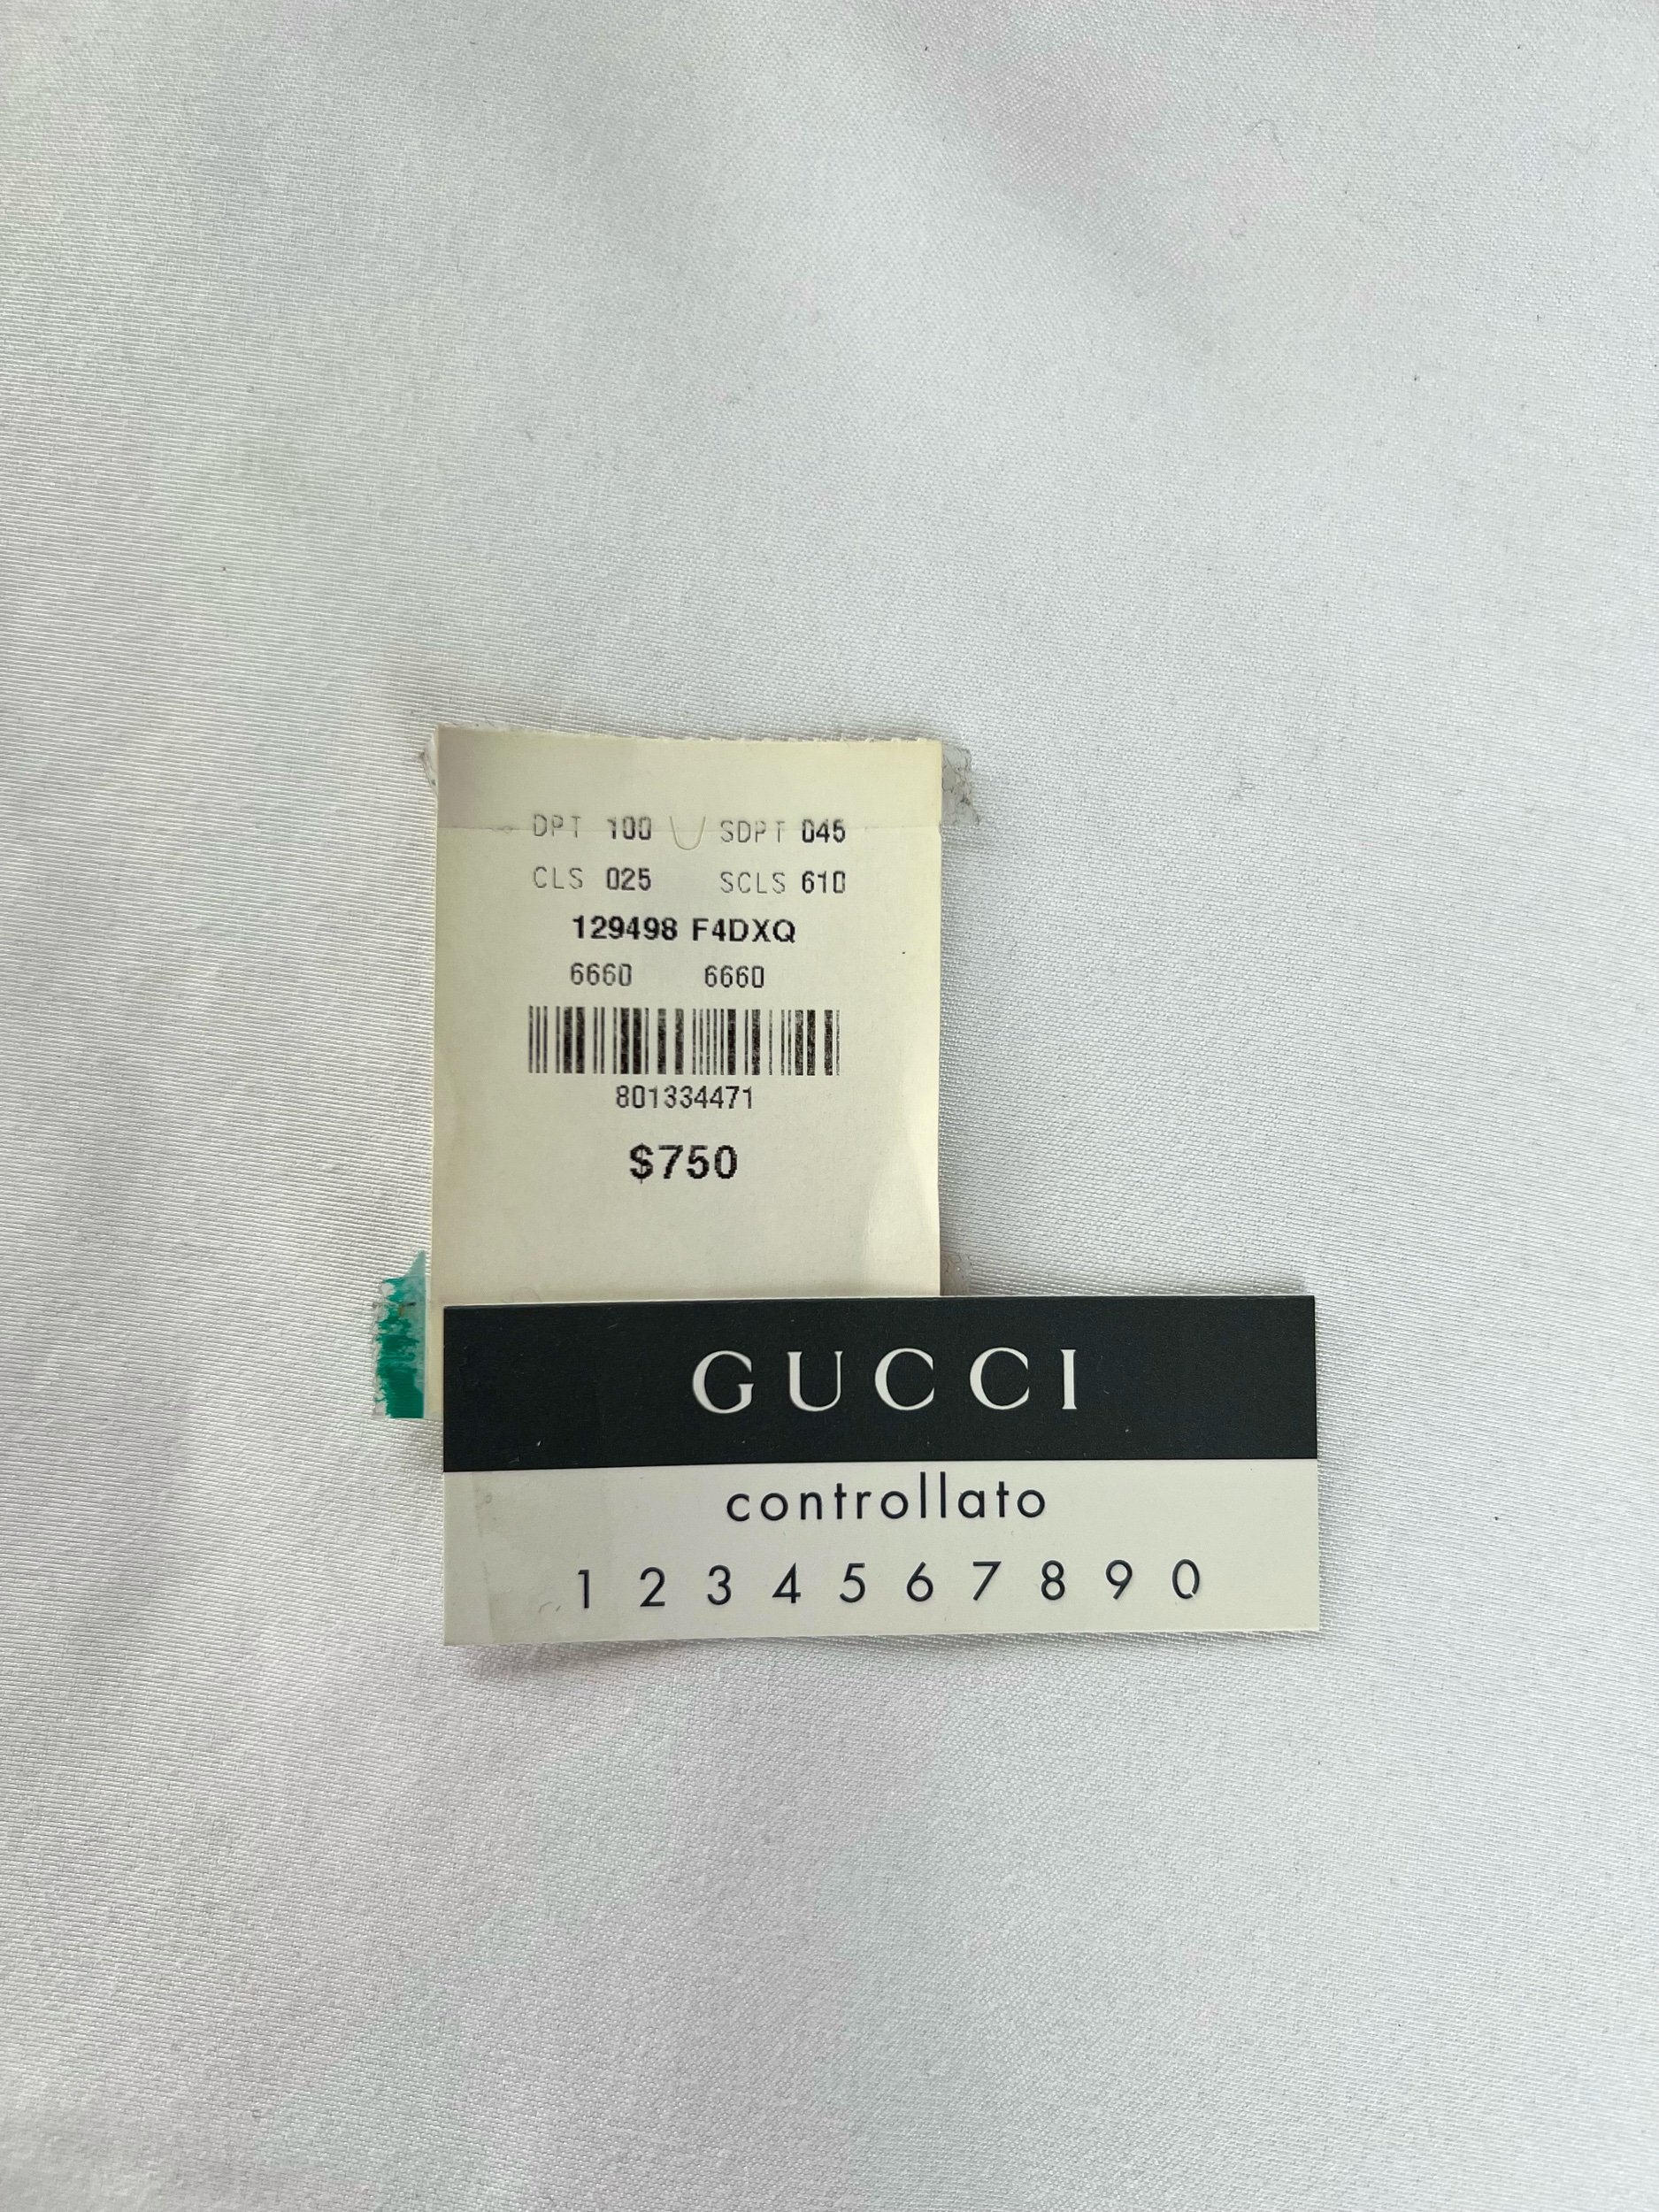 DPT 100 SDPT 045
CLS 025 SCLS 610
129498 F4DXQ
6660 6660
801334471
$750
GUCCI
controllato
1 2 3 4 5 6 7 8 9 0